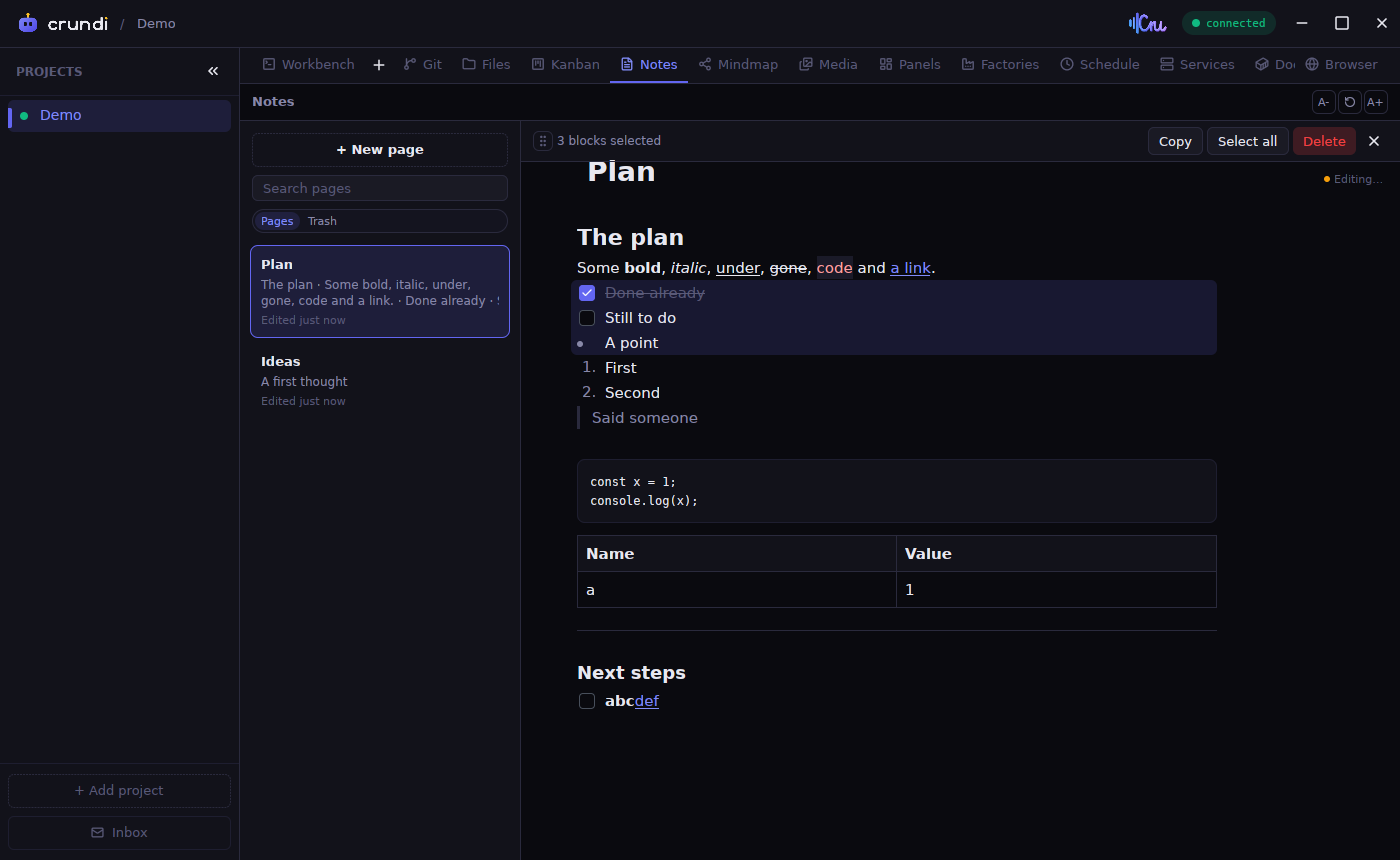 crundi / Demo
Cru
connected
PROJECTS
Demo
+ Add project
Inbox
Workbench
+
Git
Files
Kanban
Notes
Mindmap
Media
Panels
Factories
Schedule
Services
Browser
Notes
A-
A+
+ New page
Search pages
Pages
Trash
Plan
The plan · Some bold, italic, under,
gone, code and a link. · Done already ·
Edited just now
Ideas
A first thought
Edited just now
3 blocks selected
Copy
Select all
Delete
Plan
Editing...
The plan
Some bold, italic, under, gone, code and a link.
Done already
Still to do
A point
1. First
2. Second
Said someone
const x = 1;
console.log(x);
Name Value
a 1
Next steps
abcdef